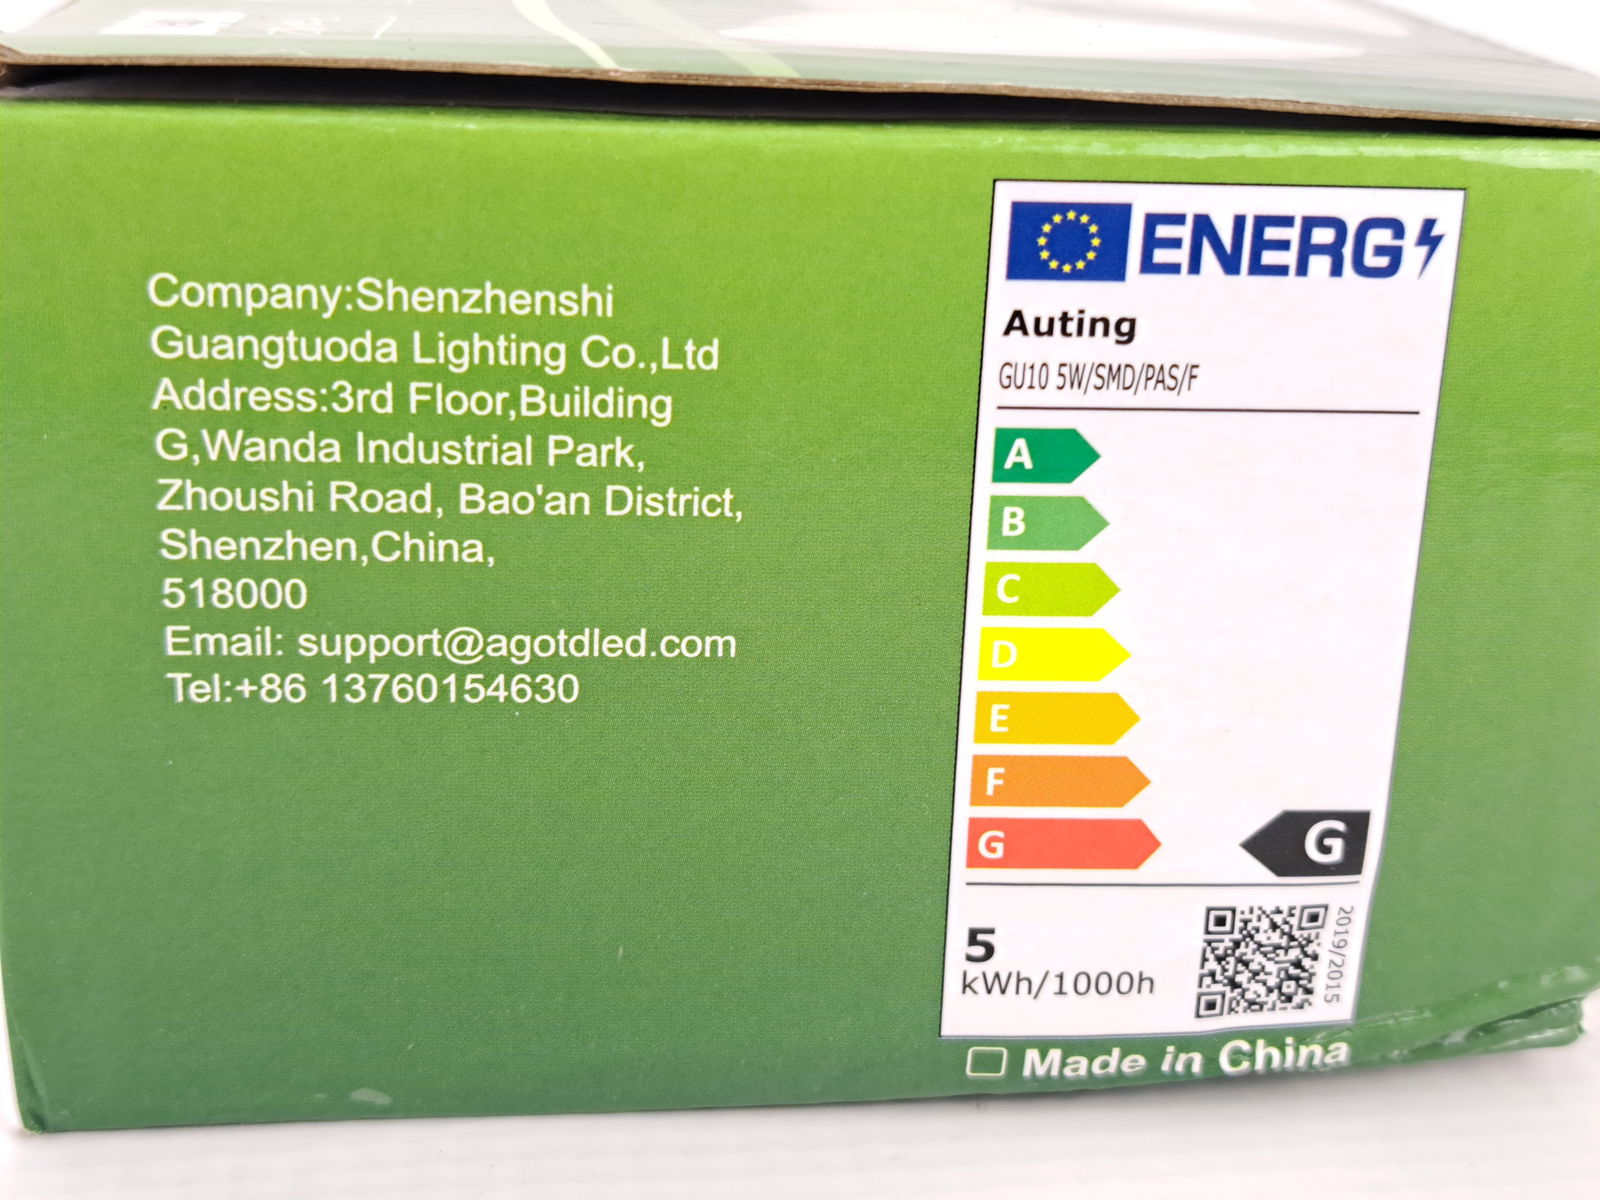 Company:Shenzhenshi
Guangtuoda Lighting Co.,Ltd
Address:3rd Floor,Building
G,Wanda Industrial Park,
Zhoushi Road, Bao'an District,
Shenzhen,China,
518000
Email: support@agotdled.com
Tel:+86 13760154630
ENERG
Auting
GU10 5W/SMD/PAS/F
A
B
C
D
E
F
G
G
5
kWh/1000h
2019/2015
Made in China